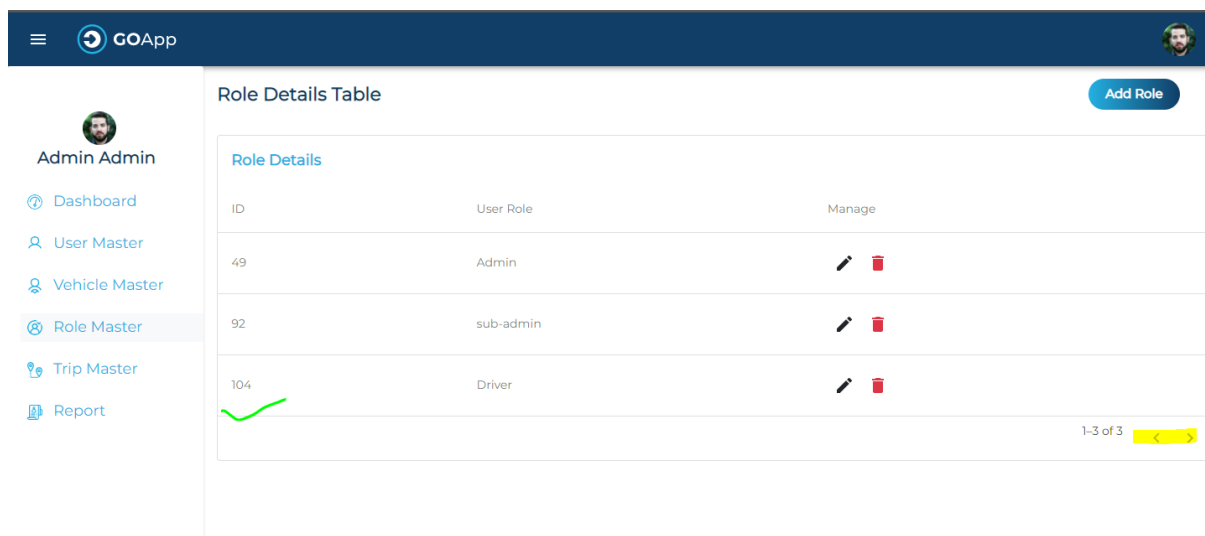 GOApp
Role Details Table
Add Role
Admin Admin
Dashboard
User Master
Vehicle Master
Role Master
Trip Master
Report
Role Details
ID User Role Manage
49 Admin
92 sub-admin
104 Driver
1–3 of 3